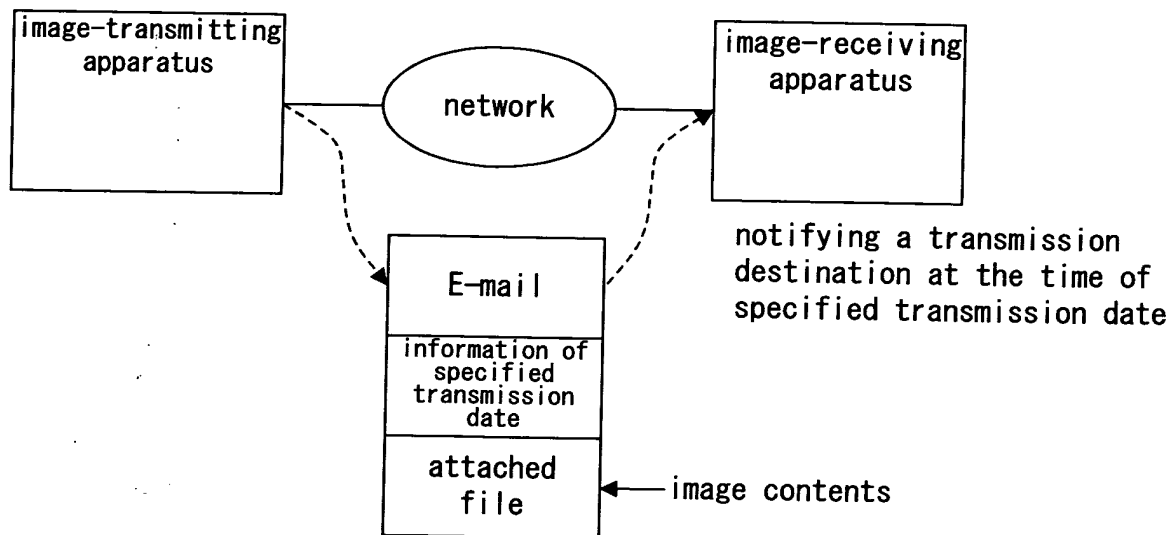 image-transmitting
apparatus
network
image-receiving
apparatus
notifying a transmission
destination at the time of
specified transmission date
E-mail
information of
specified
transmission
date
attached
file
image contents